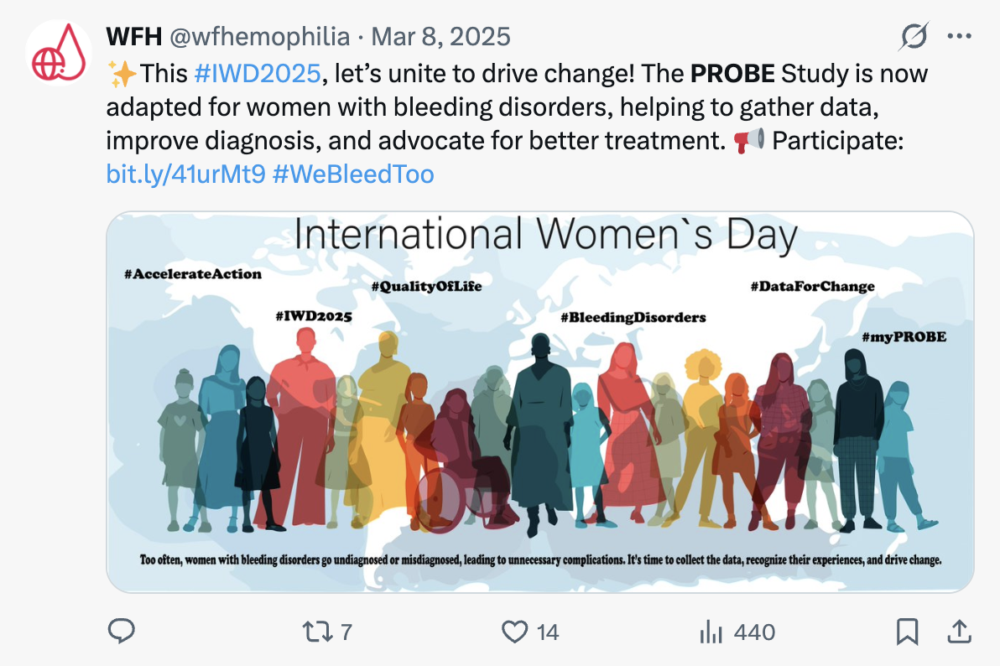 WFH @wfhemophilia · Mar 8, 2025
✨This #IWD2025, let’s unite to drive change! The PROBE Study is now
adapted for women with bleeding disorders, helping to gather data,
improve diagnosis, and advocate for better treatment. 📢 Participate:
bit.ly/41urMt9 #WeBleedToo
International Women`s Day
#AccelerateAction
#QualityOfLife
#DataForChange
#IWD2025
#BleedingDisorders
#myPROBE
Too often, women with bleeding disorders go undiagnosed or misdiagnosed, leading to unnecessary complications. It's time to collect the data, recognize their experiences, and drive change.
7 14 440